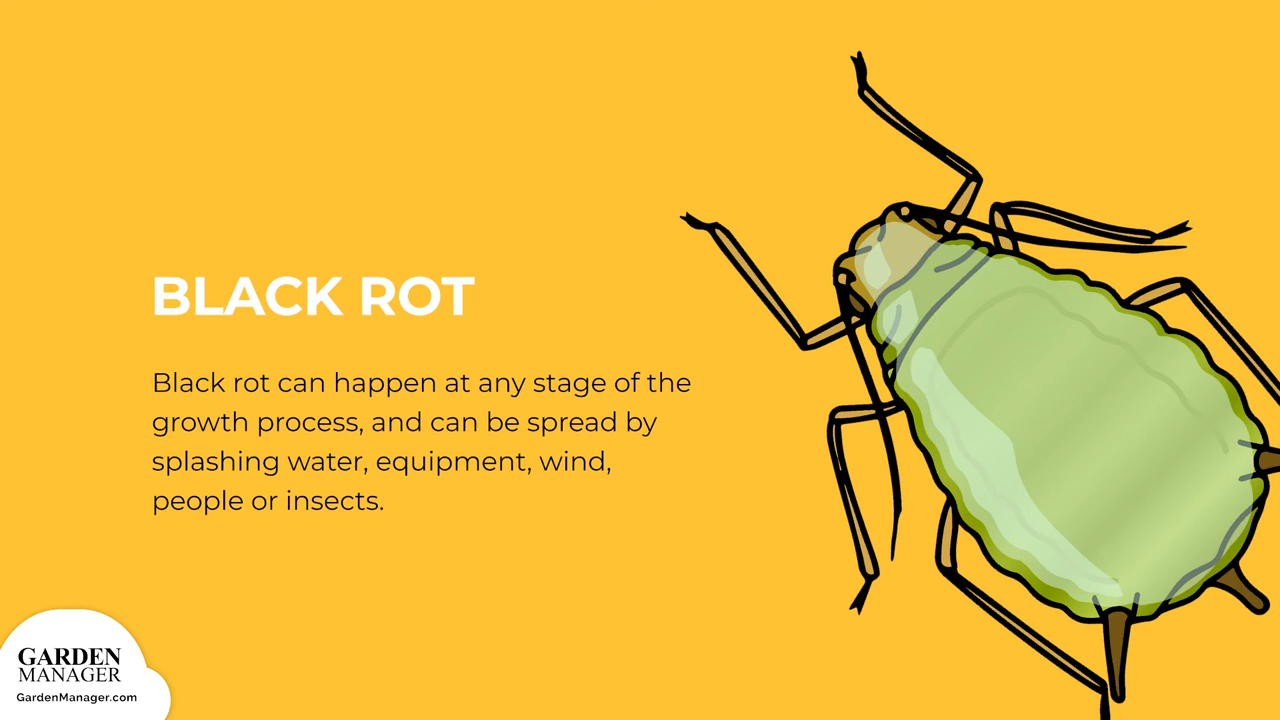 BLACK ROT
Black rot can happen at any stage of the
growth process, and can be spread by
splashing water, equipment, wind,
people or insects.
GARDEN
MANAGER
GardenManager.com